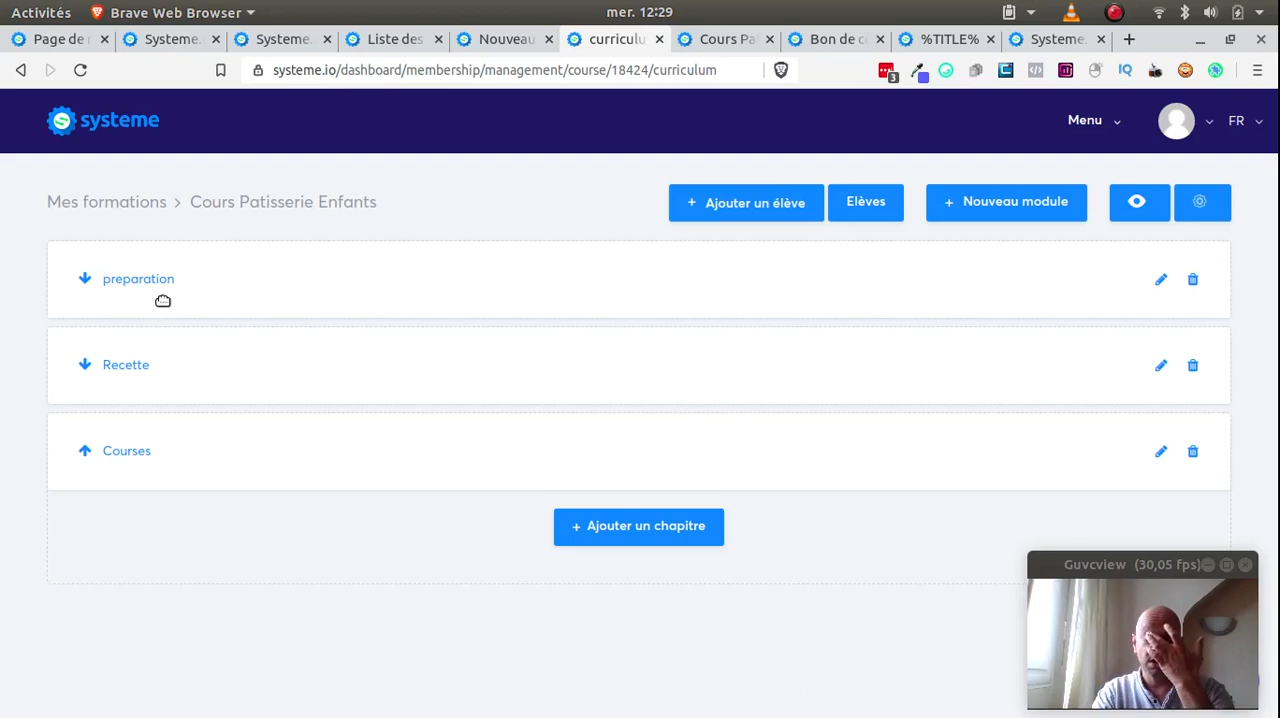 Activités Brave Web Browser mer. 12:29
Page de Systeme. Systeme. Liste des Nouveau curriculu Cours Pa Bon de c %TITLE% Systeme.
systeme.io/dashboard/membership/management/course/18424/curriculum 3 IQ
systeme Menu FR
Mes formations > Cours Patisserie Enfants + Ajouter un élève Elèves + Nouveau module
preparation
Recette
Courses
+ Ajouter un chapitre
Guvcview (30,05 fps)